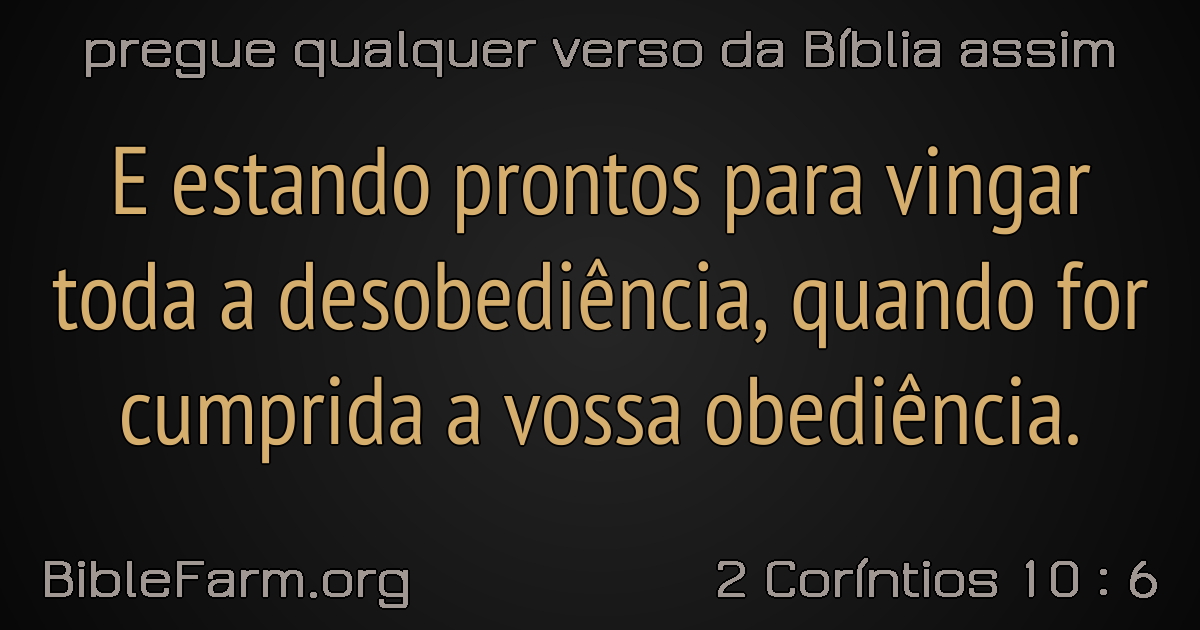 pregue qualquer verso da Bíblia assim
E estando prontos para vingar
toda a desobediência, quando for
cumprida a vossa obediência.
BibleFarm.org
2 Coríntios 10 : 6